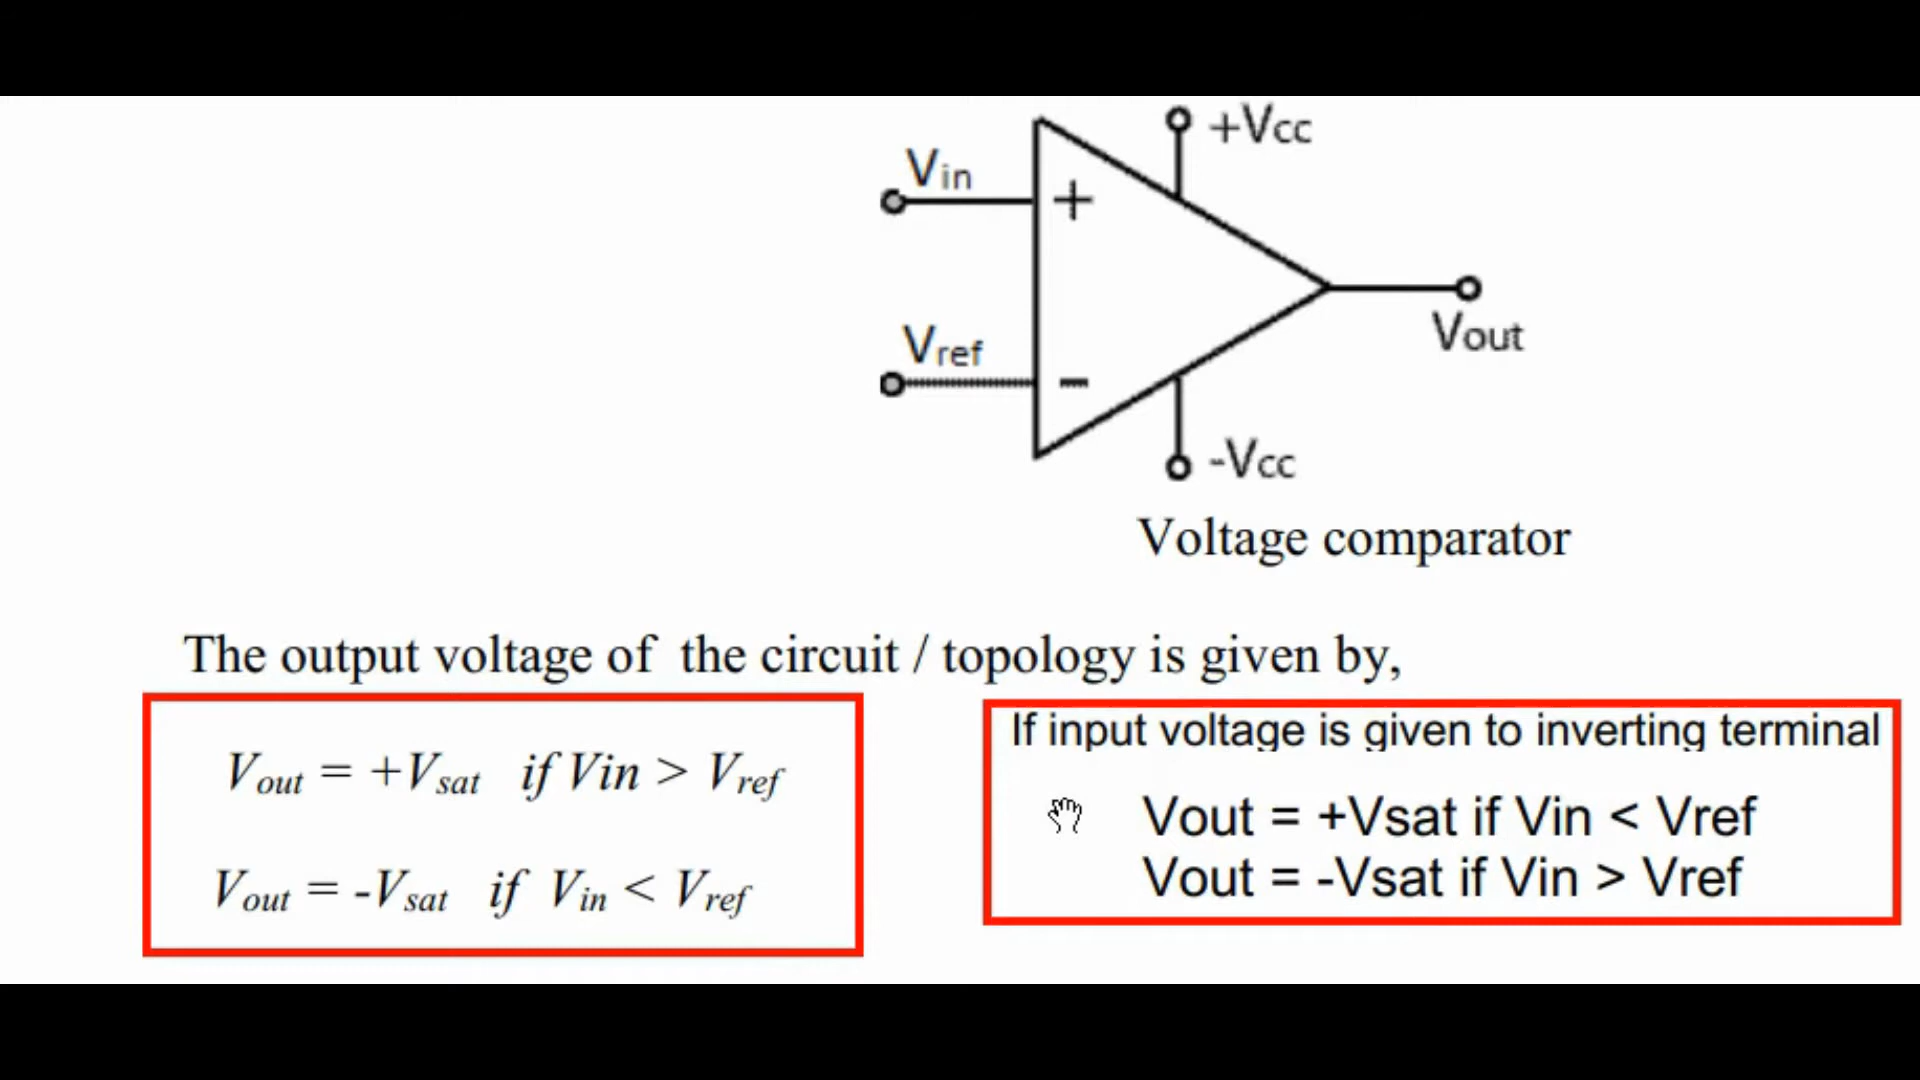 +Vcc
Vin
+
Vref
-
Vout
-Vcc
Voltage comparator
The output voltage of the circuit / topology is given by,
Vout = +Vsat if Vin > Vref
Vout = -Vsat if Vin < Vref
If input voltage is given to inverting terminal
Vout = +Vsat if Vin < Vref
Vout = -Vsat if Vin > Vref